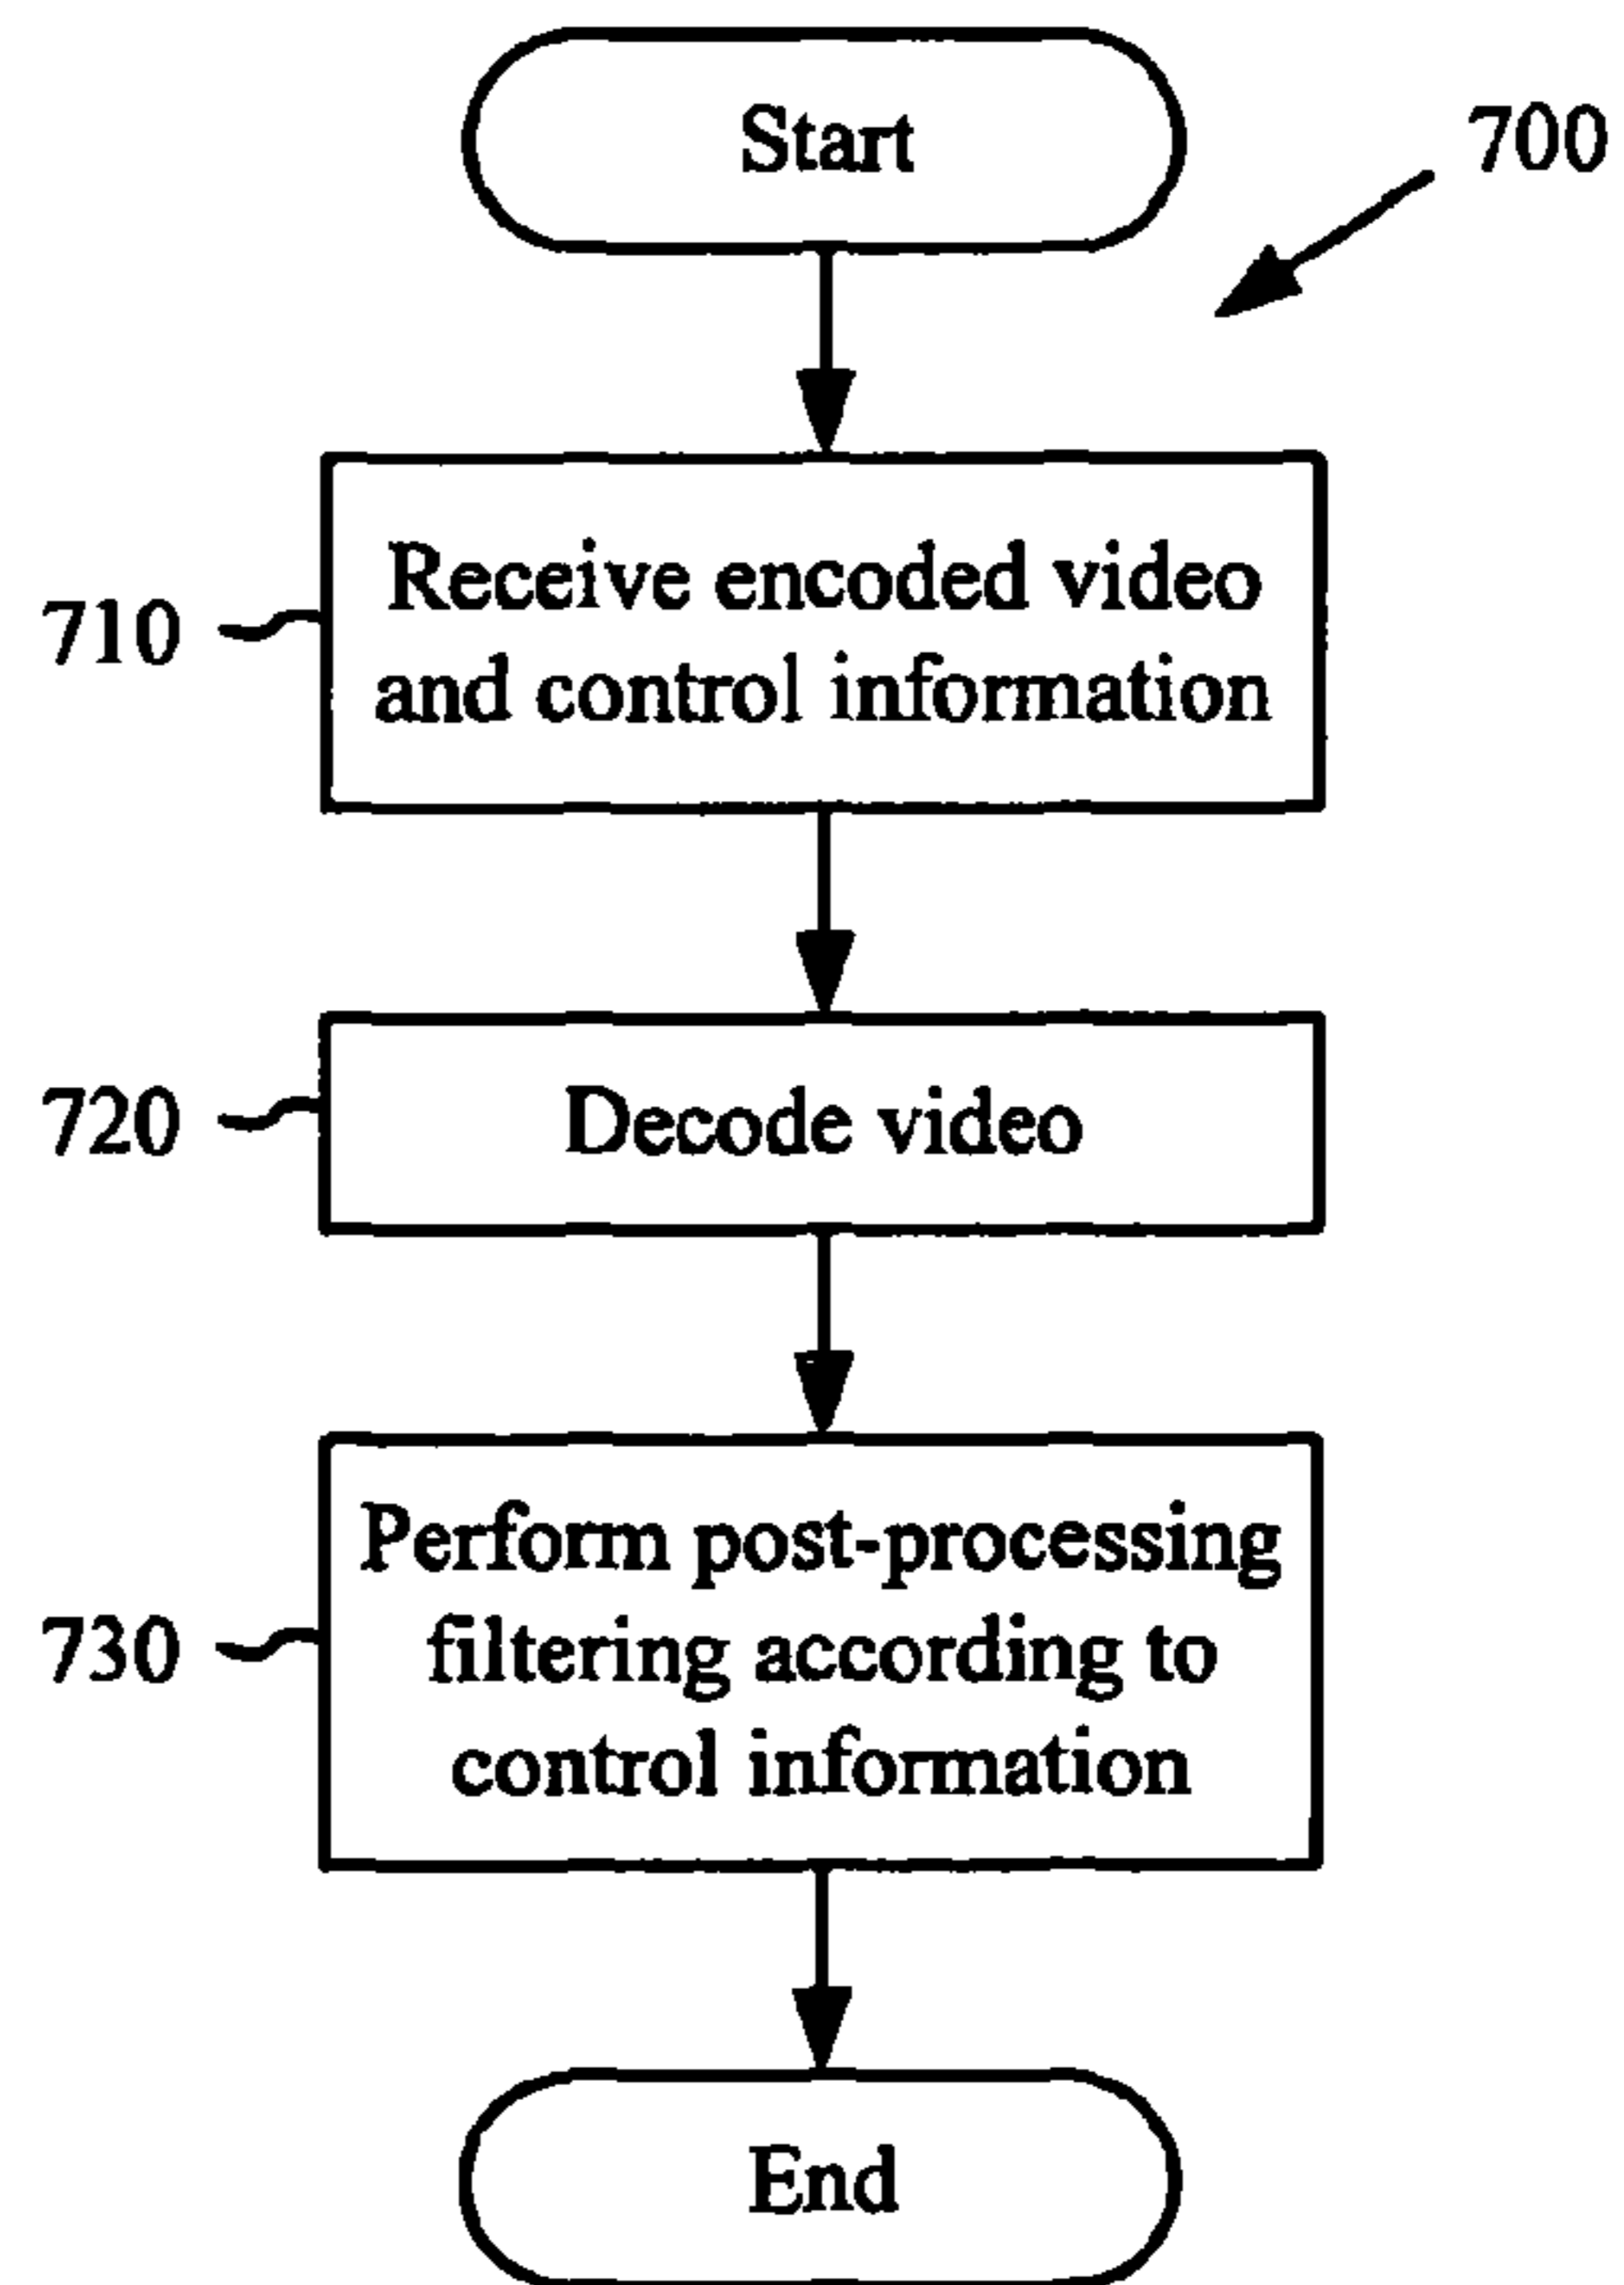 Start
700
710
Receive encoded video
and control information
720
Decode video
730
Perform post-processing
filtering according to
control information
End